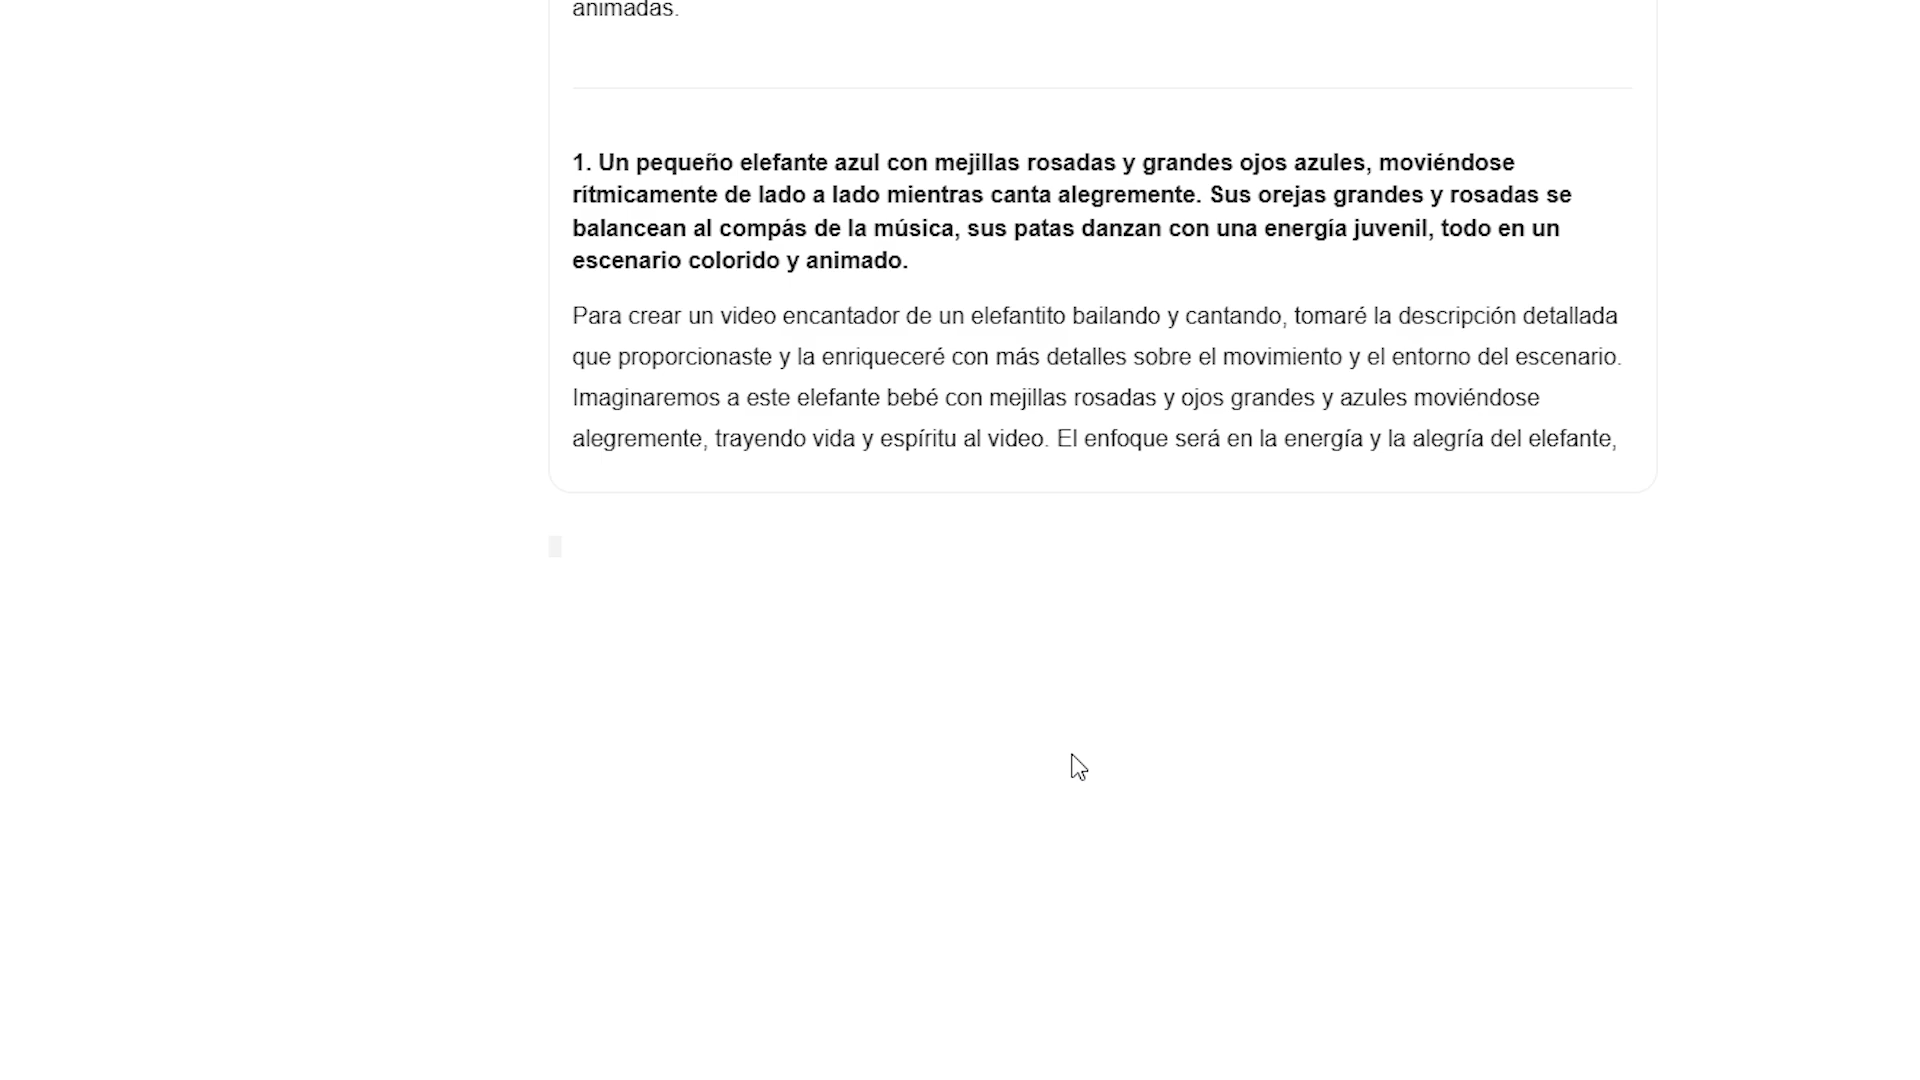 animadas.
1. Un pequeño elefante azul con mejillas rosadas y grandes ojos azules, moviéndose
rítmicamente de lado a lado mientras canta alegremente. Sus orejas grandes y rosadas se
balancean al compás de la música, sus patas danzan con una energía juvenil, todo en un
escenario colorido y animado.
Para crear un video encantador de un elefantito bailando y cantando, tomaré la descripción detallada
que proporcionaste y la enriqueceré con más detalles sobre el movimiento y el entorno del escenario.
Imaginaremos a este elefante bebé con mejillas rosadas y ojos grandes y azules moviéndose
alegremente, trayendo vida y espíritu al video. El enfoque será en la energía y la alegría del elefante,